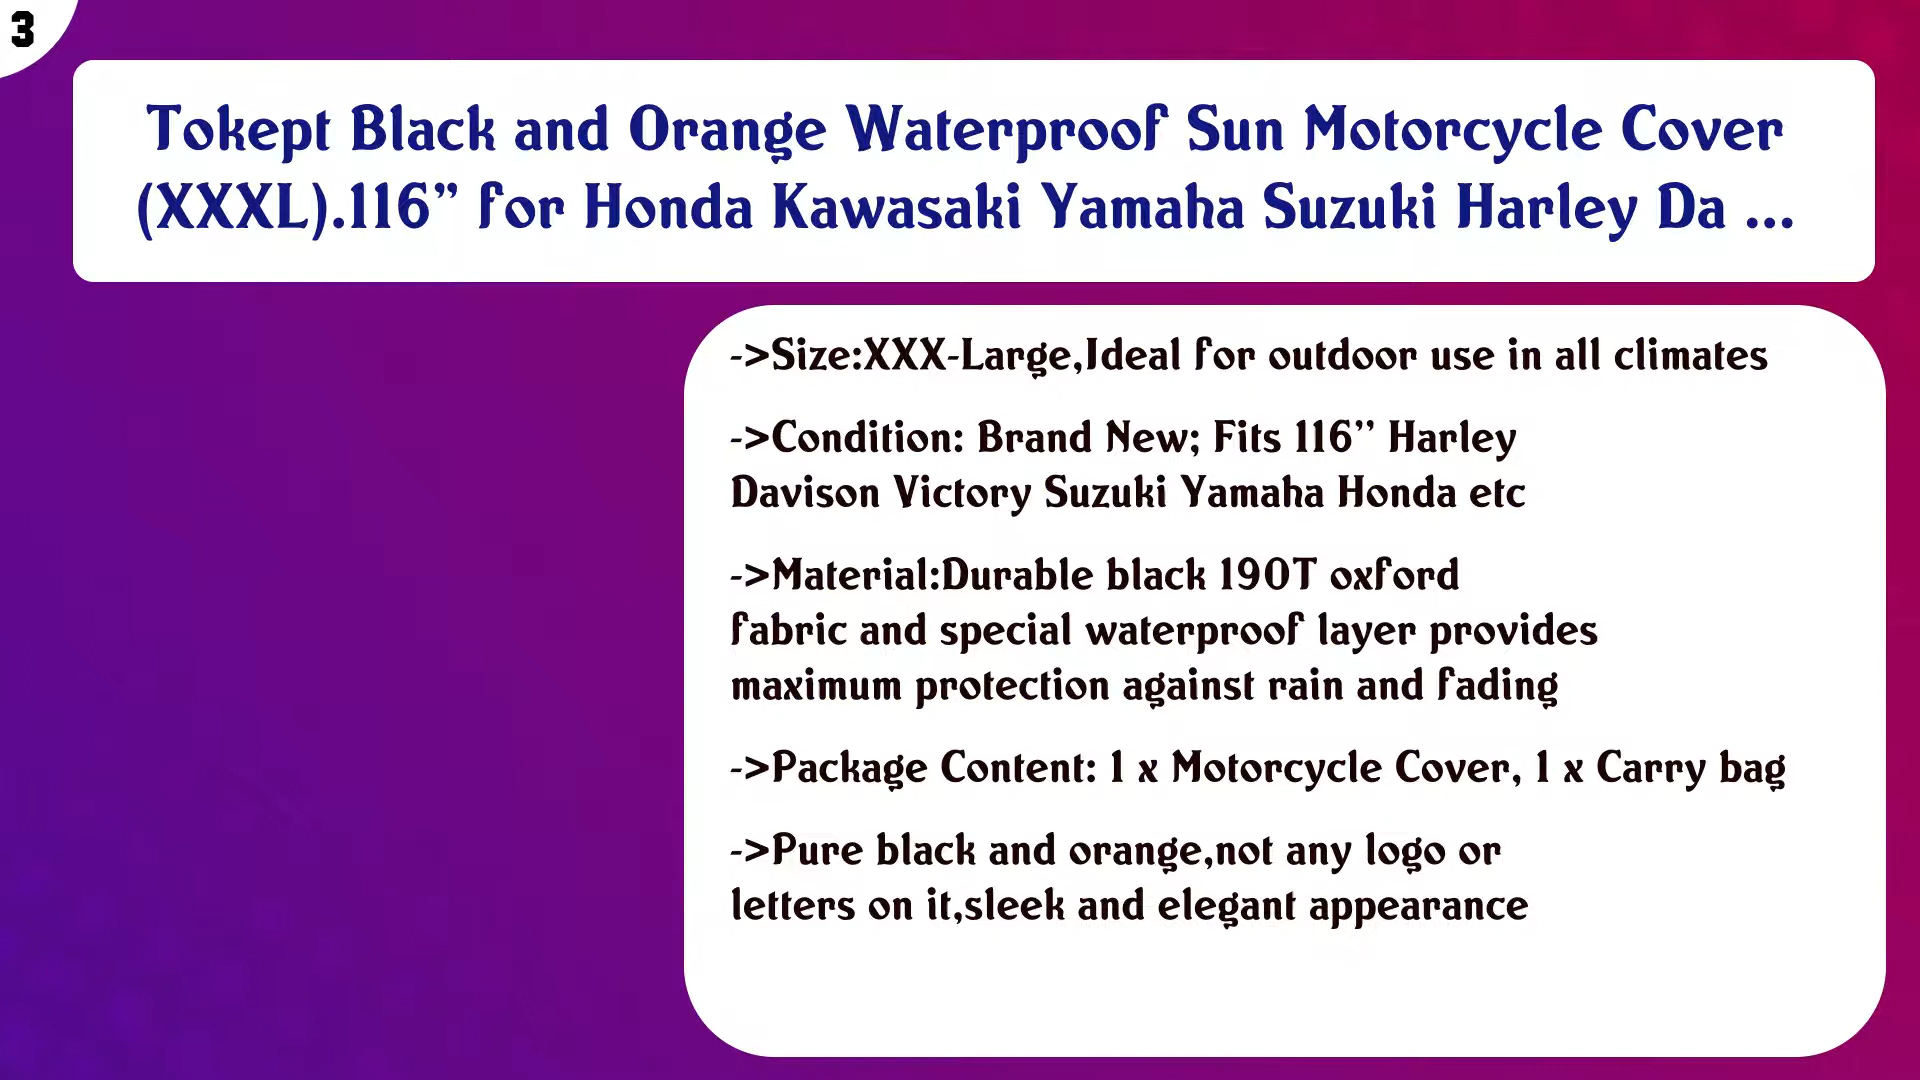 3
Tokept Black and Orange Waterproof Sun Motorcycle Cover
(XXXL).116” for Honda Kawasaki Yamaha Suzuki Harley Da ...
->Size:XXX-Large,Ideal for outdoor use in all climates
->Condition: Brand New; Fits 116’’ Harley
Davison Victory Suzuki Yamaha Honda etc
->Material:Durable black 190T oxford
fabric and special waterproof layer provides
maximum protection against rain and fading
->Package Content: 1 x Motorcycle Cover, 1 x Carry bag
->Pure black and orange,not any logo or
letters on it,sleek and elegant appearance